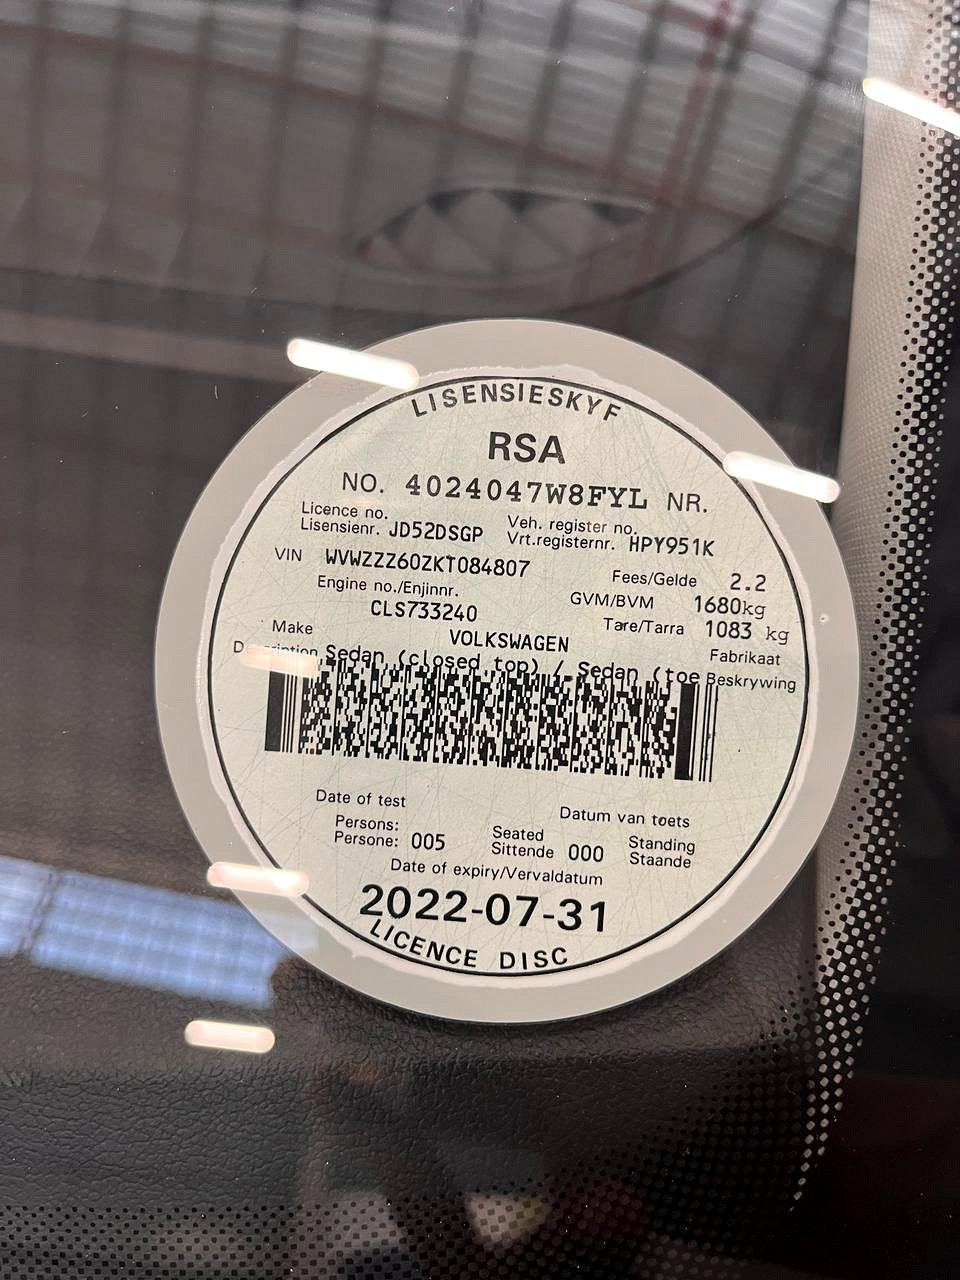 LISENSIESKYF
RSA
NO. 4024047W8FYL NR.
Licence no.
Lisensienr. JD52DSGP
Veh. register no.
Vrt.registernr. HPY951K
VIN WVWZZZ60ZKT084807
Engine no./Enjinnr.
CLS733240
Fees/Gelde 2.2
GVM/BVM 1680kg
Tare/Tarra 1083 kg
Make VOLKSWAGEN Fabrikaat
Description Sedan (closed top) / Sedan (toe Beskrywing
Date of test Datum van toets
Persons:
Persone: 005
Seated
Sittende 000
Standing
Staande
Date of expiry/Vervaldatum
2022-07-31
LICENCE DISC